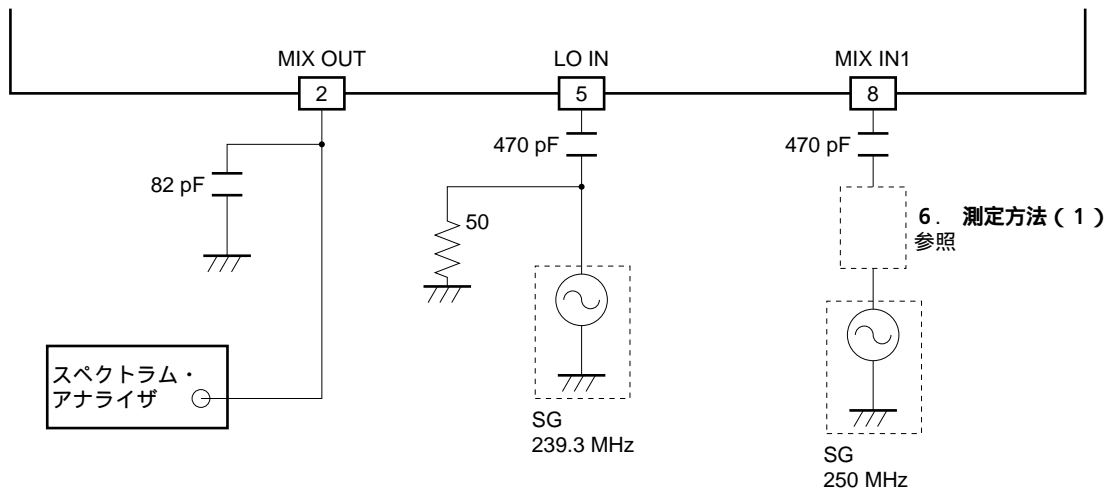 MIX OUT
LO IN
MIX IN1
2
5
8
470 pF
470 pF
82 pF
50
6. 測定方法(1)
参照
スペクトラム・
アナライザ
SG
239.3 MHz
SG
250 MHz